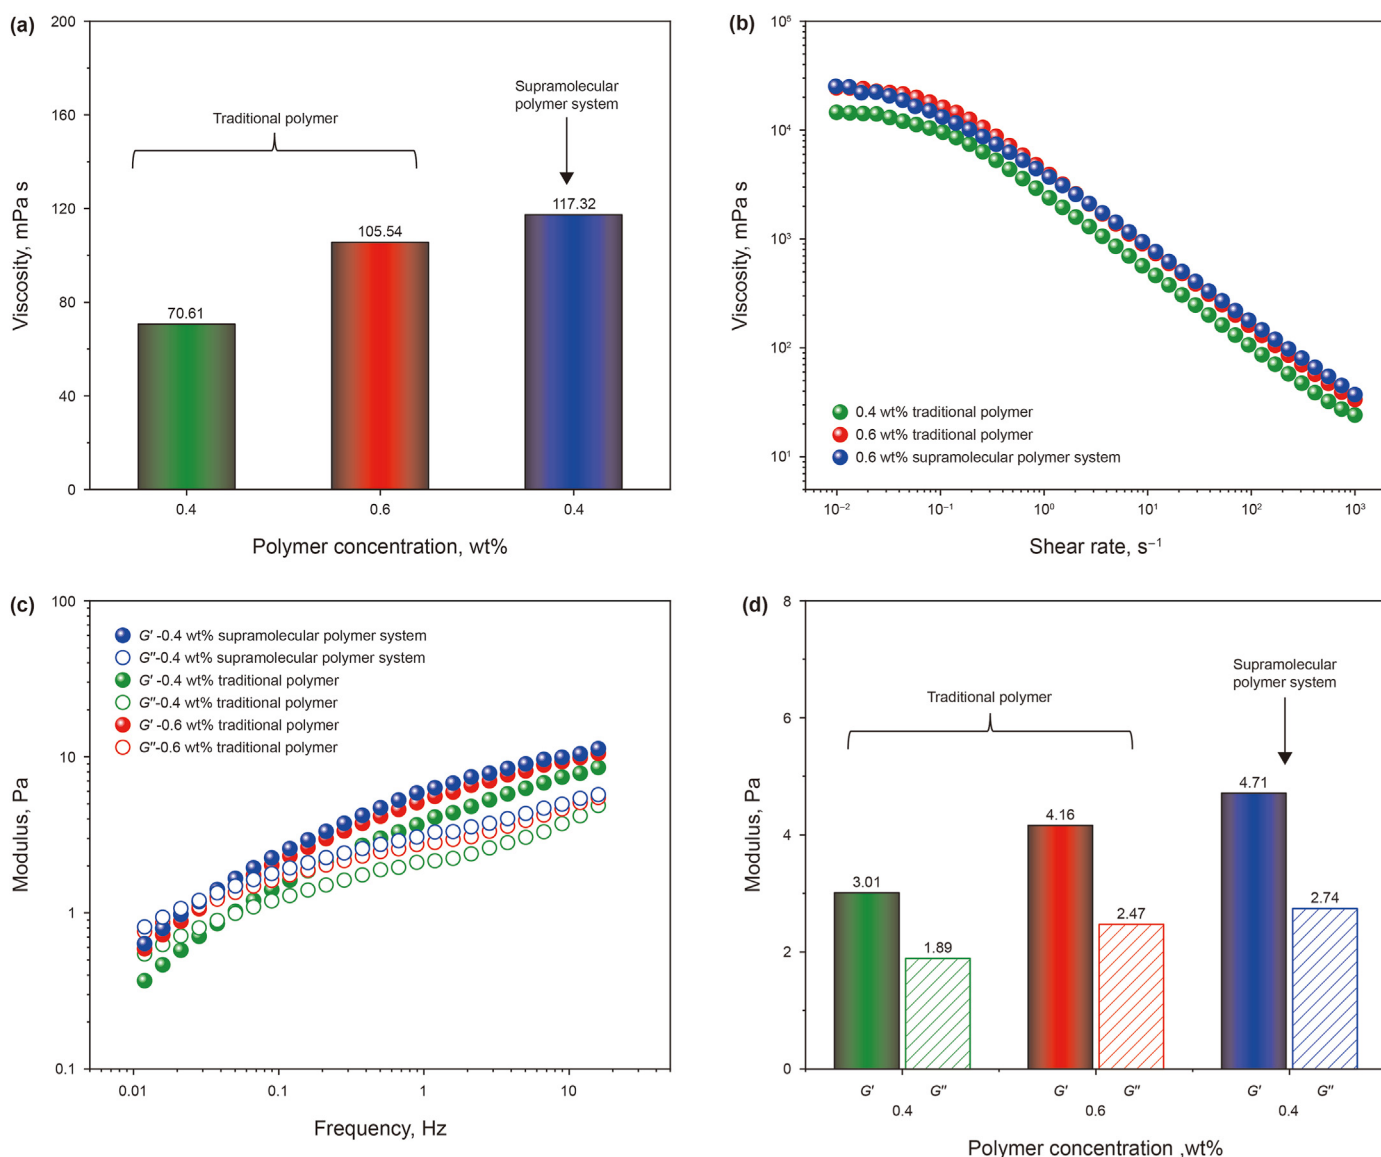 (a)
200
160
120
80
40
0
Viscosity, mPa s
Traditional polymer
Supramolecular
polymer system
70.61
105.54
117.32
0.4
0.6
0.4
Polymer concentration, wt%
(b)
10⁵
10⁴
10³
10²
10¹
Viscosity, mPa s
0.4 wt% traditional polymer
0.6 wt% traditional polymer
0.6 wt% supramolecular polymer system
10⁻²
10⁻¹
10⁰
10¹
10²
10³
Shear rate, s⁻¹
(c)
100
10
1
0.1
Modulus, Pa
G′ -0.4 wt% supramolecular polymer system
G″-0.4 wt% supramolecular polymer system
G′ -0.4 wt% traditional polymer
G″-0.4 wt% traditional polymer
G′ -0.6 wt% traditional polymer
G″-0.6 wt% traditional polymer
0.01
0.1
1
10
Frequency, Hz
(d)
8
6
4
2
0
Modulus, Pa
Traditional polymer
Supramolecular
polymer system
3.01
1.89
4.16
2.47
4.71
2.74
G′
G″
G′
G″
G′
G″
0.4
0.6
0.4
Polymer concentration ,wt%